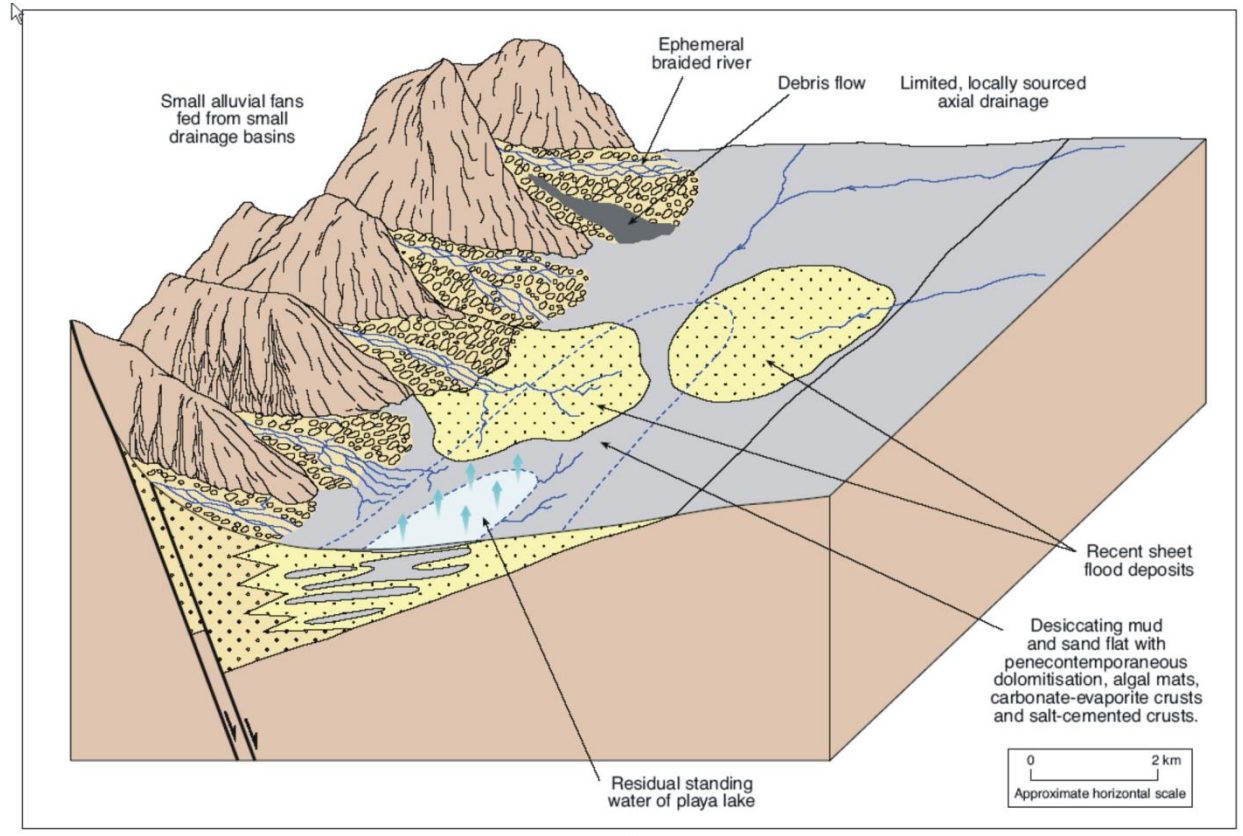 Ephemeral
braided river
Debris flow
Limited, locally sourced
axial drainage
Small alluvial fans
fed from small
drainage basins
Recent sheet
flood deposits
Desiccating mud
and sand flat with
penecontemporaneous
dolomitisation, algal mats,
carbonate-evaporite crusts
and salt-cemented crusts.
Residual standing
water of playa lake
0 2 km
Approximate horizontal scale